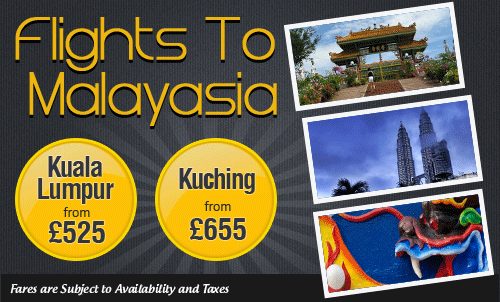 Flights To
Malayasia
Kuala
Lumpur
from
£525
Kuching
from
£655
Fares are Subject to Availability and Taxes